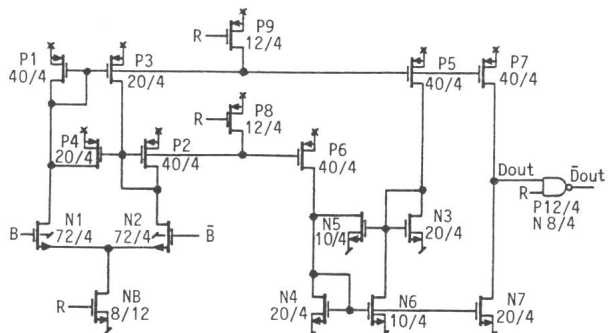 P9
R 12/4
P1
40/4
P3
20/4
P5
40/4
P7
40/4
P8
R 12/4
P4
20/4
P2
40/4
P6
40/4
Dout
D̄out
R
P12/4
N 8/4
B
N1
72/4
N2
72/4
B̄
N5
10/4
N3
20/4
R
NB
8/12
N4
20/4
N6
10/4
N7
20/4